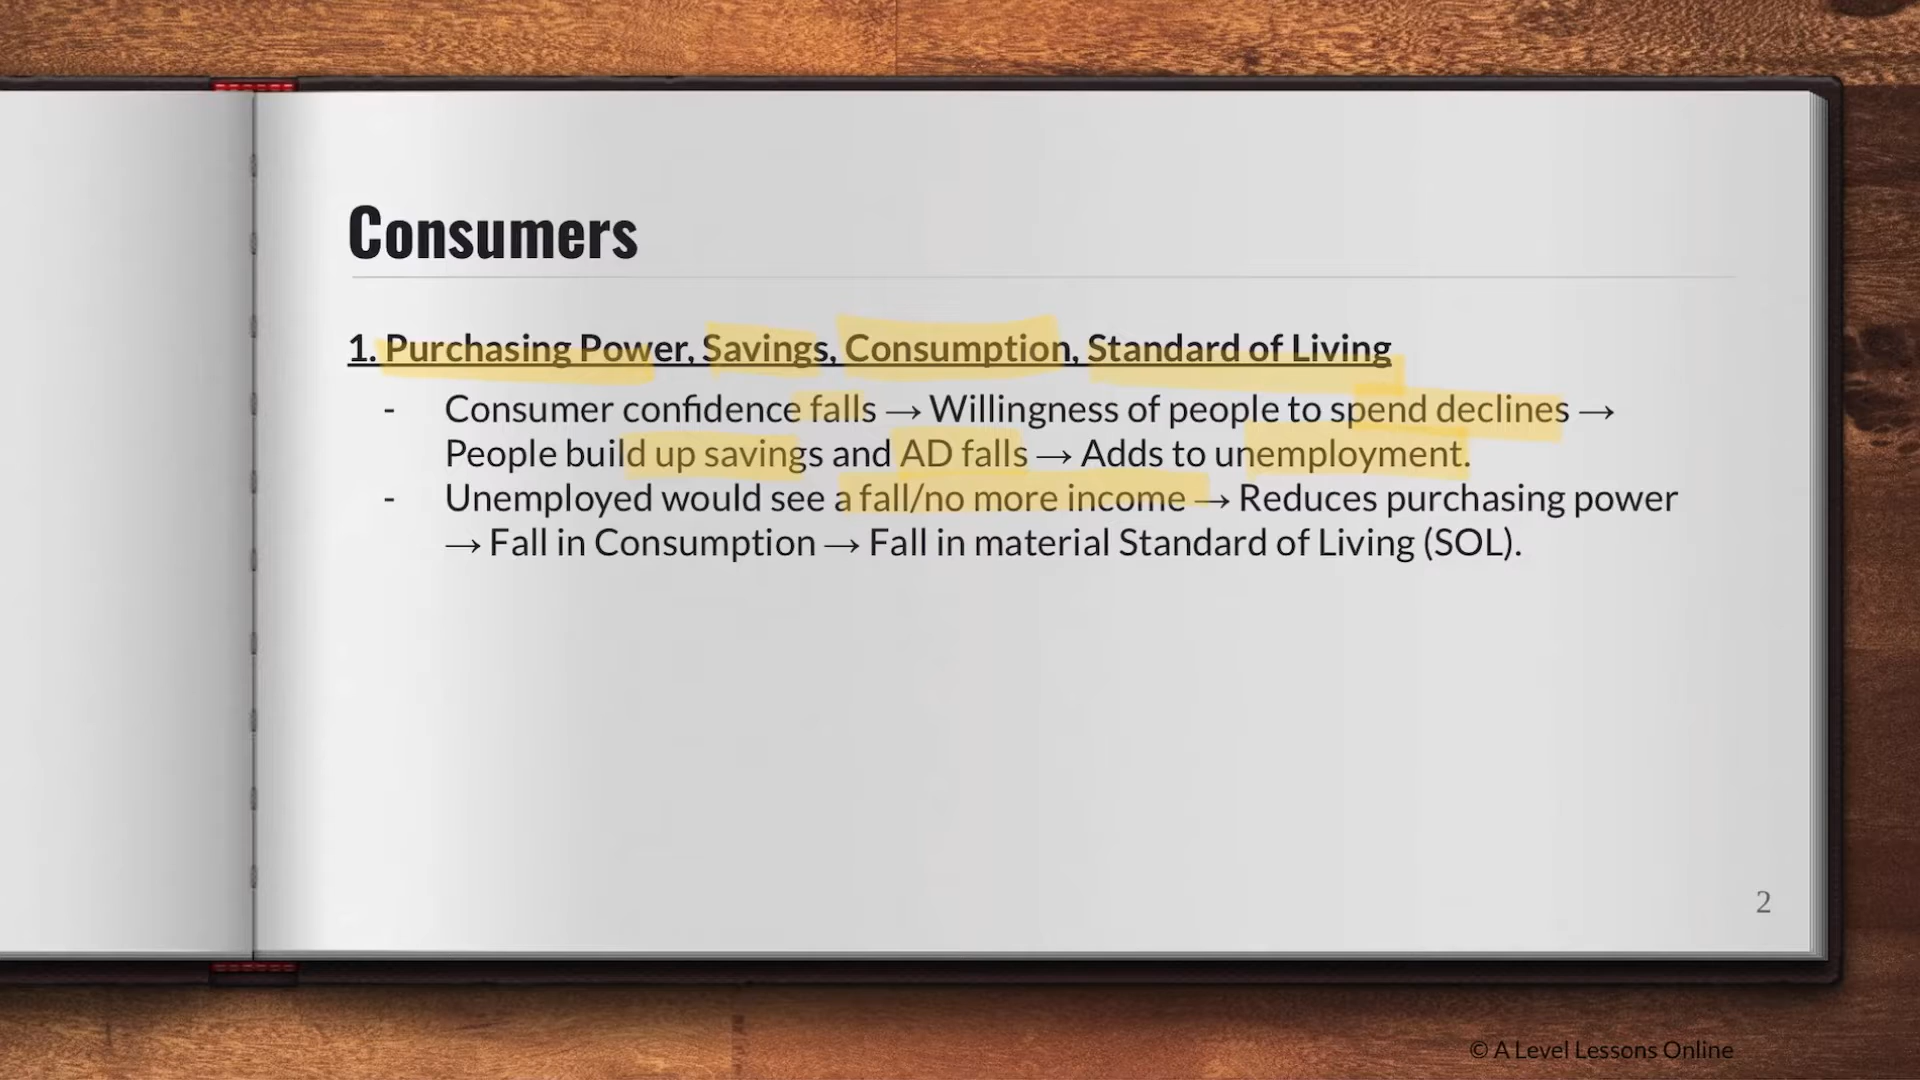 Consumers
1. Purchasing Power, Savings, Consumption, Standard of Living
- Consumer confidence falls → Willingness of people to spend declines →
People build up savings and AD falls → Adds to unemployment.
- Unemployed would see a fall/no more income → Reduces purchasing power
→ Fall in Consumption → Fall in material Standard of Living (SOL).
2
© A Level Lessons Online